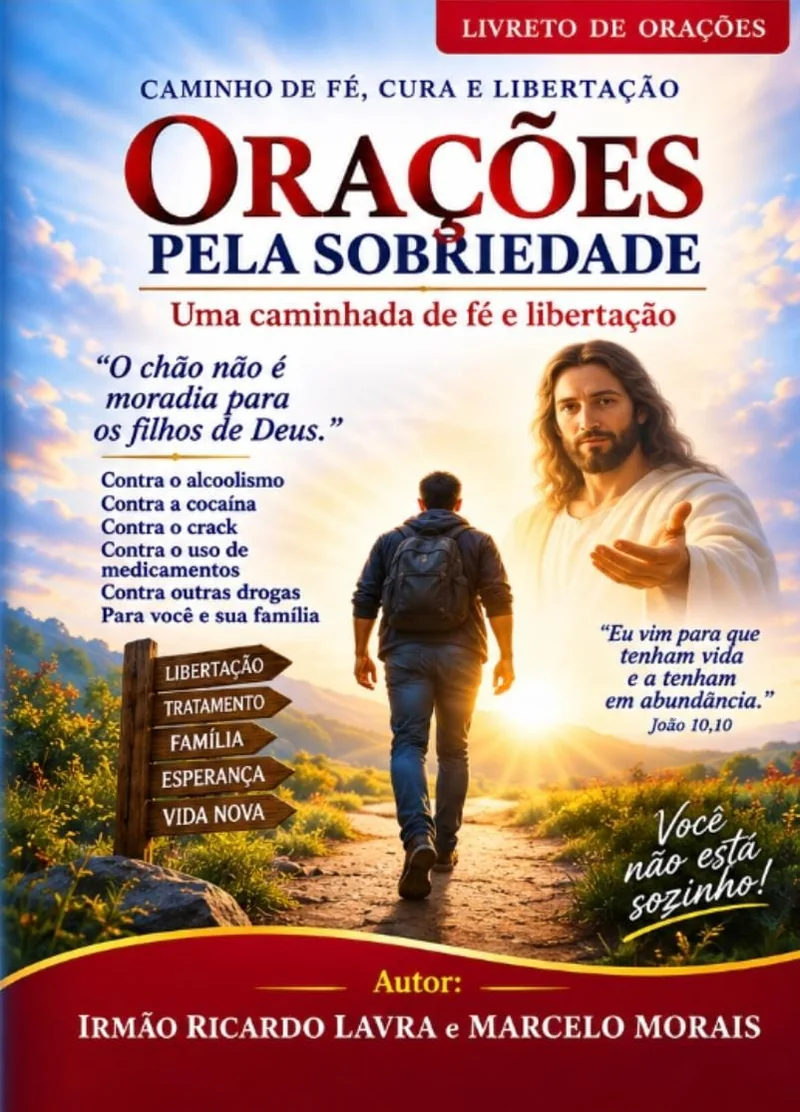 LIVRETO DE ORAÇÕES
CAMINHO DE FÉ, CURA E LIBERTAÇÃO
ORAÇÕES
PELA SOBRIEDADE
Uma caminhada de fé e libertação
“O chão não é
moradia para
os filhos de Deus.”
Contra o alcoolismo
Contra a cocaína
Contra o crack
Contra o uso de
medicamentos
Contra outras drogas
Para você e sua família
LIBERTAÇÃO
TRATAMENTO
FAMÍLIA
ESPERANÇA
VIDA NOVA
“Eu vim para que
tenham vida
e a tenham
em abundância.”
João 10,10
Você
não está
sozinho!
Autor:
IRMÃO RICARDO LAVRA e MARCELO MORAIS